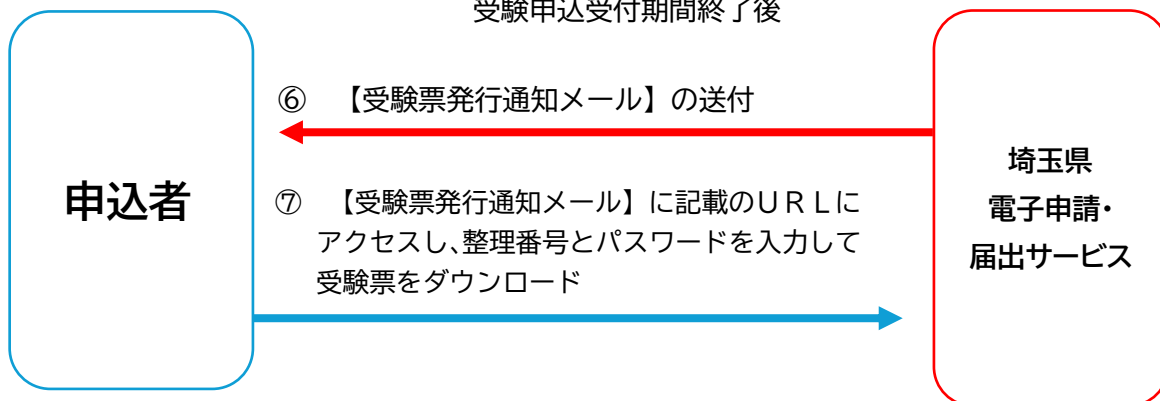 受験申込受付期間終了後
⑥ 【受験票発行通知メール】の送付
申込者
⑦ 【受験票発行通知メール】に記載のURLに
アクセスし、整理番号とパスワードを入力して
受験票をダウンロード
埼玉県
電子申請・
届出サービス